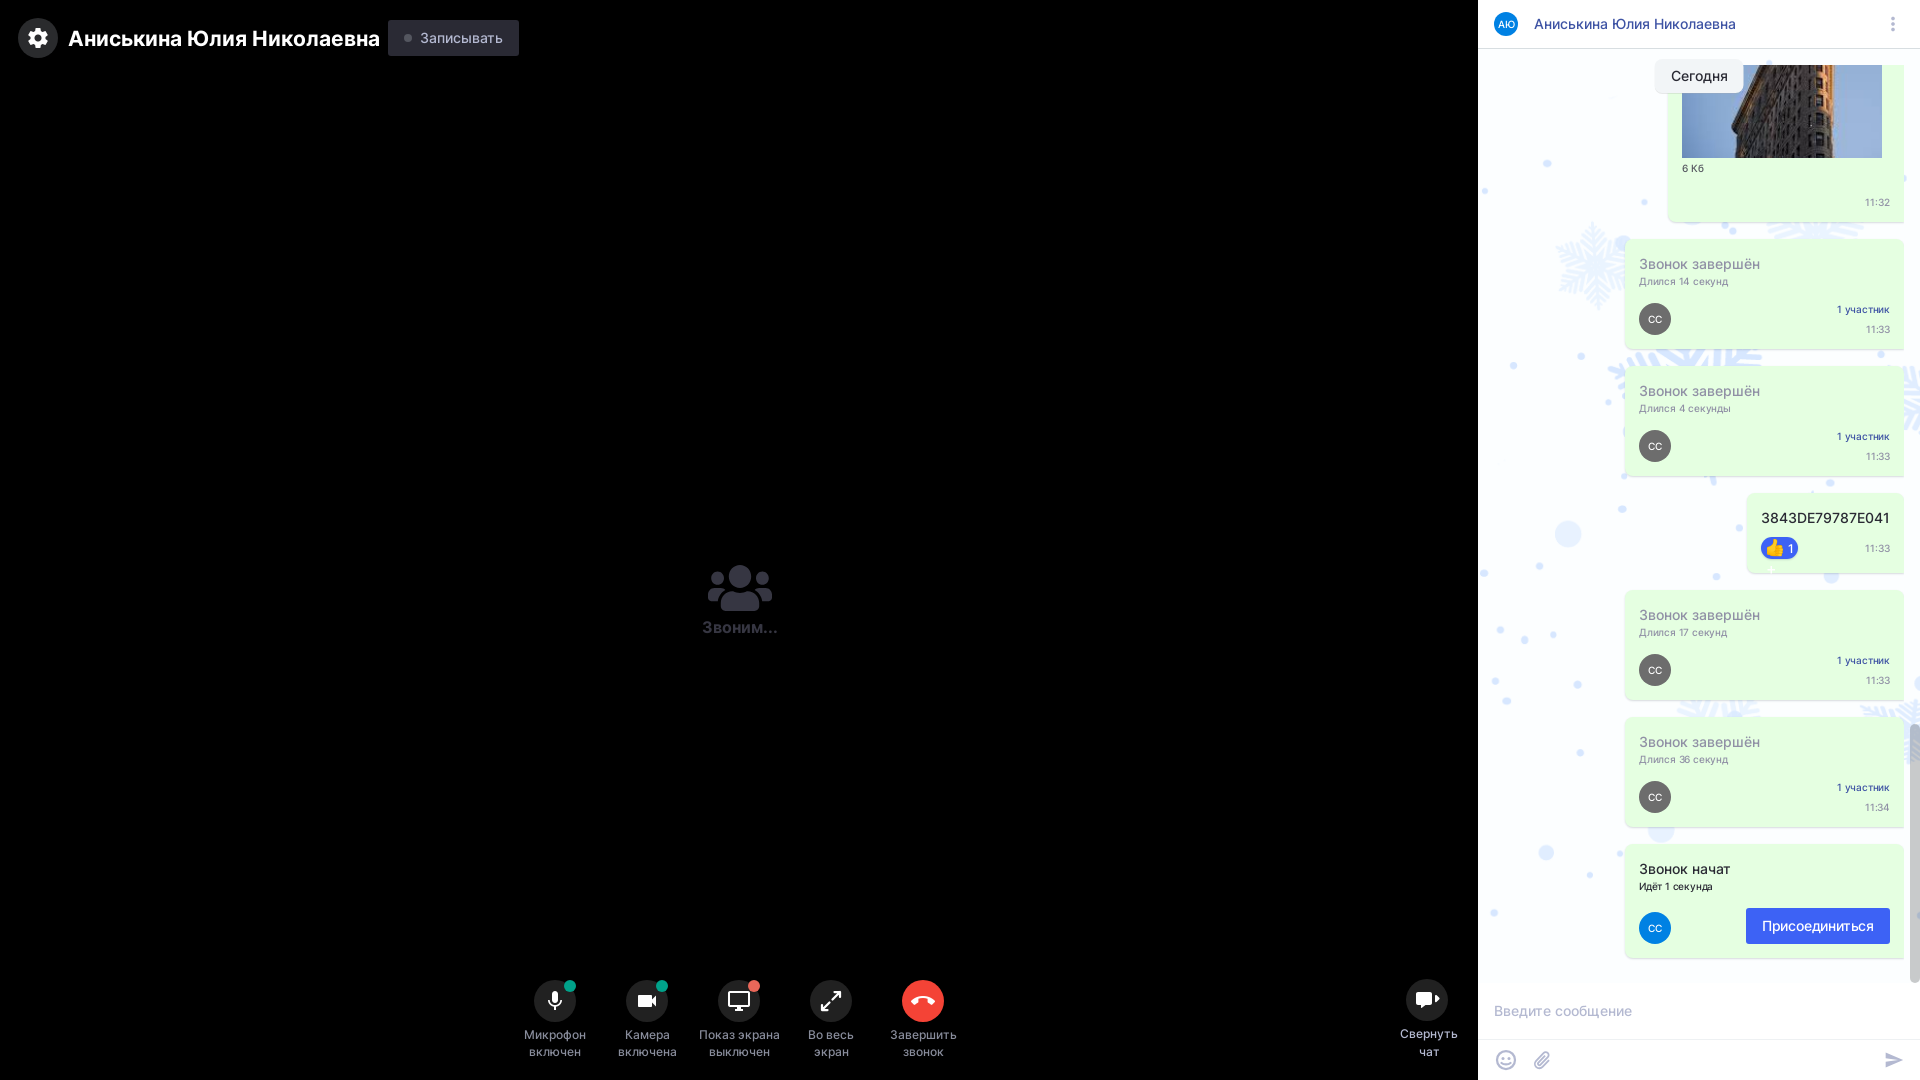 Аниськина Юлия Николаевна
Записывать
Звоним...
Микрофон включен
Камера включена
Показ экрана выключен
Во весь экран
Завершить звонок
Свернуть чат
АЮ
Аниськина Юлия Николаевна
Сегодня
6 Кб
11:32
Звонок завершён
Длился 14 секунд
СС
1 участник
11:33
Звонок завершён
Длился 4 секунды
СС
1 участник
11:33
3843DE79787E041
👍 1
11:33
Звонок завершён
Длился 17 секунд
СС
1 участник
11:33
Звонок завершён
Длился 36 секунд
СС
1 участник
11:34
Звонок начат
Идёт 1 секунда
СС
Присоединиться
Введите сообщение